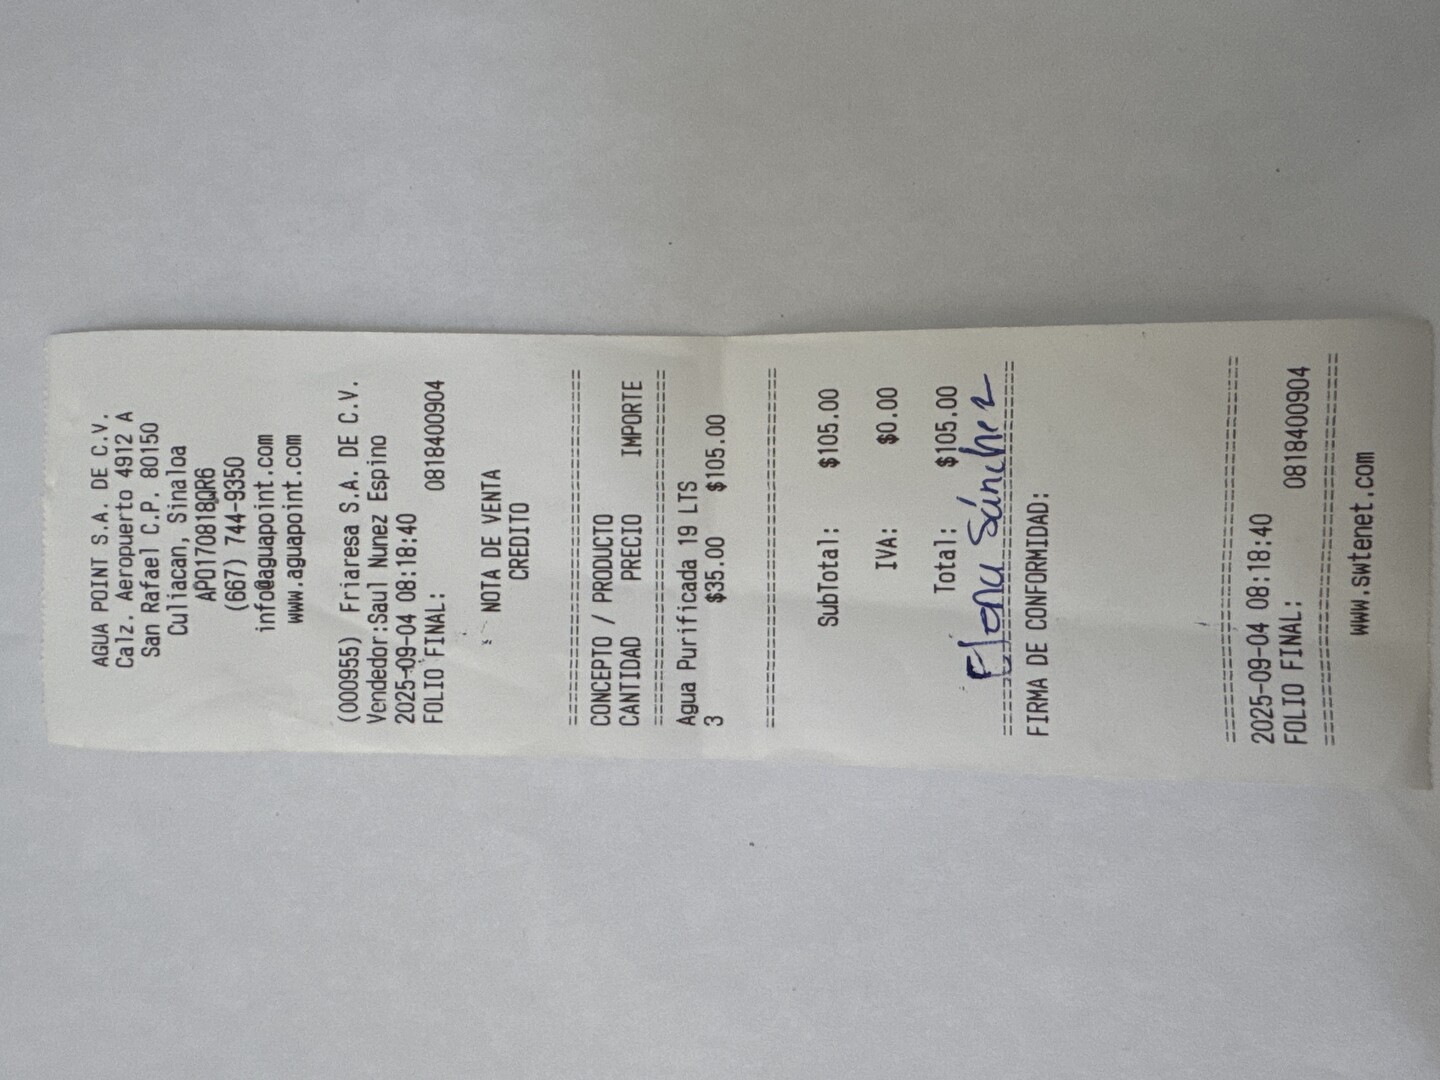 AGUA POINT S.A. DE C.V.
Calz. Aeropuerto 4912 A
San Rafael C.P. 80150
Culiacan, Sinaloa
APO170818QR6
(667) 744-9350
info@aguapoint.com
www.aguapoint.com
(000955) Friaresa S.A. DE C.V.
Vendedor:Saul Nunez Espino
2025-09-04 08:18:40
FOLIO FINAL: 0818400904
NOTA DE VENTA
CREDITO
==============================
CONCEPTO / PRODUCTO
CANTIDAD PRECIO IMPORTE
==============================
Agua Purificada 19 LTS
3 $35.00 $105.00
==============================
SubTotal: $105.00
IVA: $0.00
Total: $105.00
Sánchez
==============================
FIRMA DE CONFORMIDAD:
==============================
2025-09-04 08:18:40
FOLIO FINAL: 0818400904
==============================
www.swtenet.com